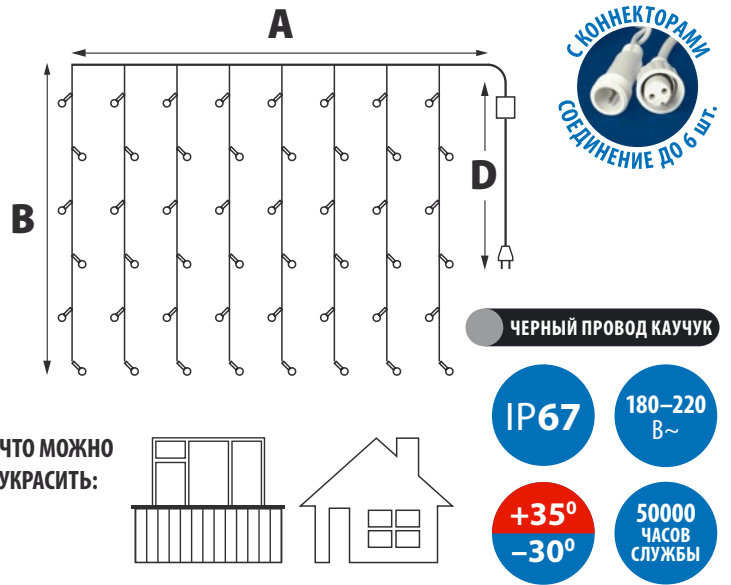 A
С КОННЕКТОРАМИ
СОЕДИНЕНИЕ ДО 6 шт.
B
D
ЧЕРНЫЙ ПРОВОД КАУЧУК
IP67
180–220
В~
ЧТО МОЖНО
УКРАСИТЬ:
+35⁰
–30⁰
50000
ЧАСОВ
СЛУЖБЫ